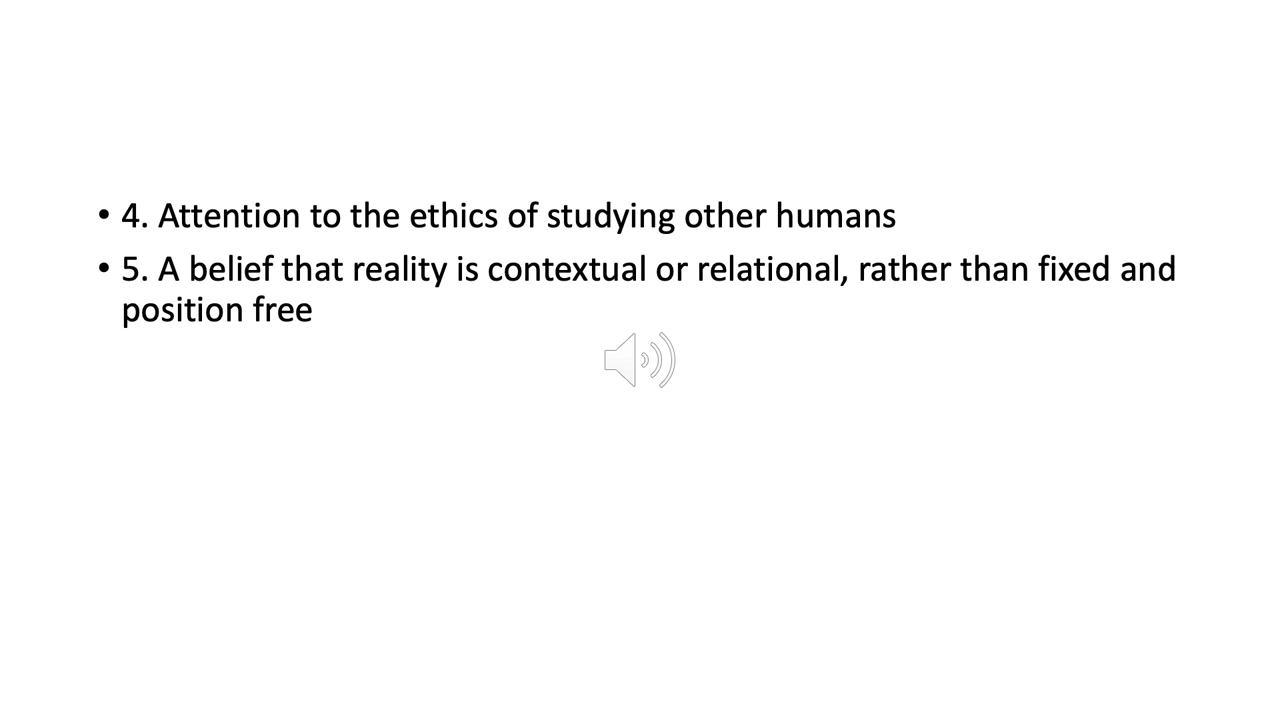 • 4. Attention to the ethics of studying other humans
• 5. A belief that reality is contextual or relational, rather than fixed and
position free